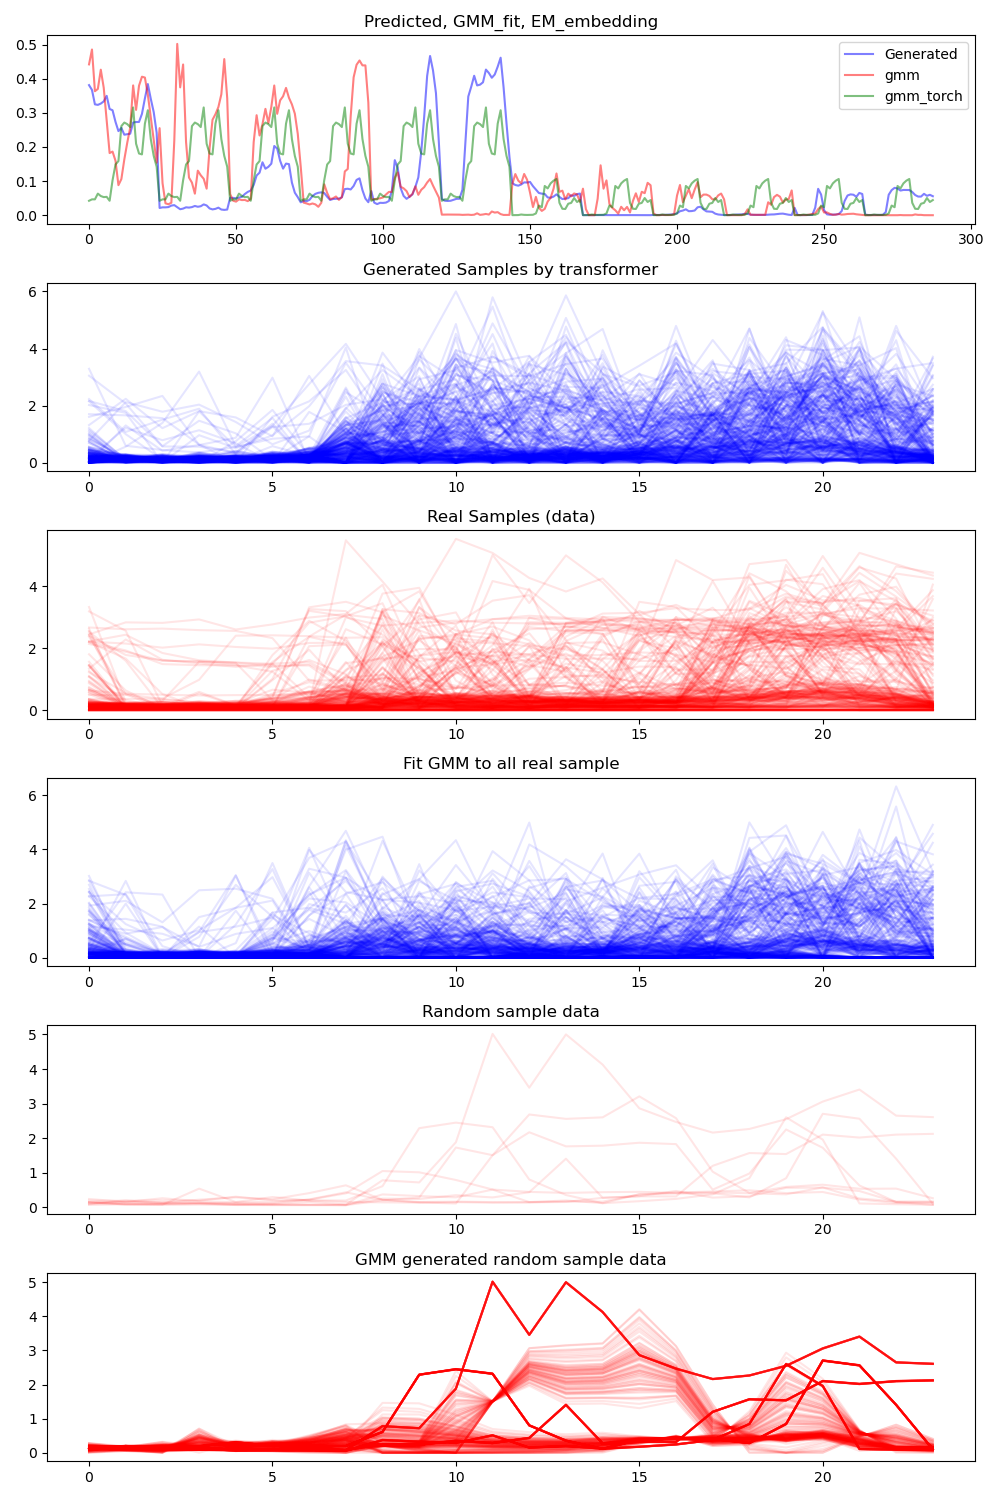 Predicted, GMM_fit, EM_embedding
0.5
0.4
0.3
0.2
0.1
0.0
Generated
gmm
gmm_torch
0 50 100 150 200 250 300
Generated Samples by transformer
6
4
2
0
0 5 10 15 20
Real Samples (data)
4
2
0
0 5 10 15 20
Fit GMM to all real sample
6
4
2
0
0 5 10 15 20
Random sample data
5
4
3
2
1
0
0 5 10 15 20
GMM generated random sample data
5
4
3
2
1
0
0 5 10 15 20